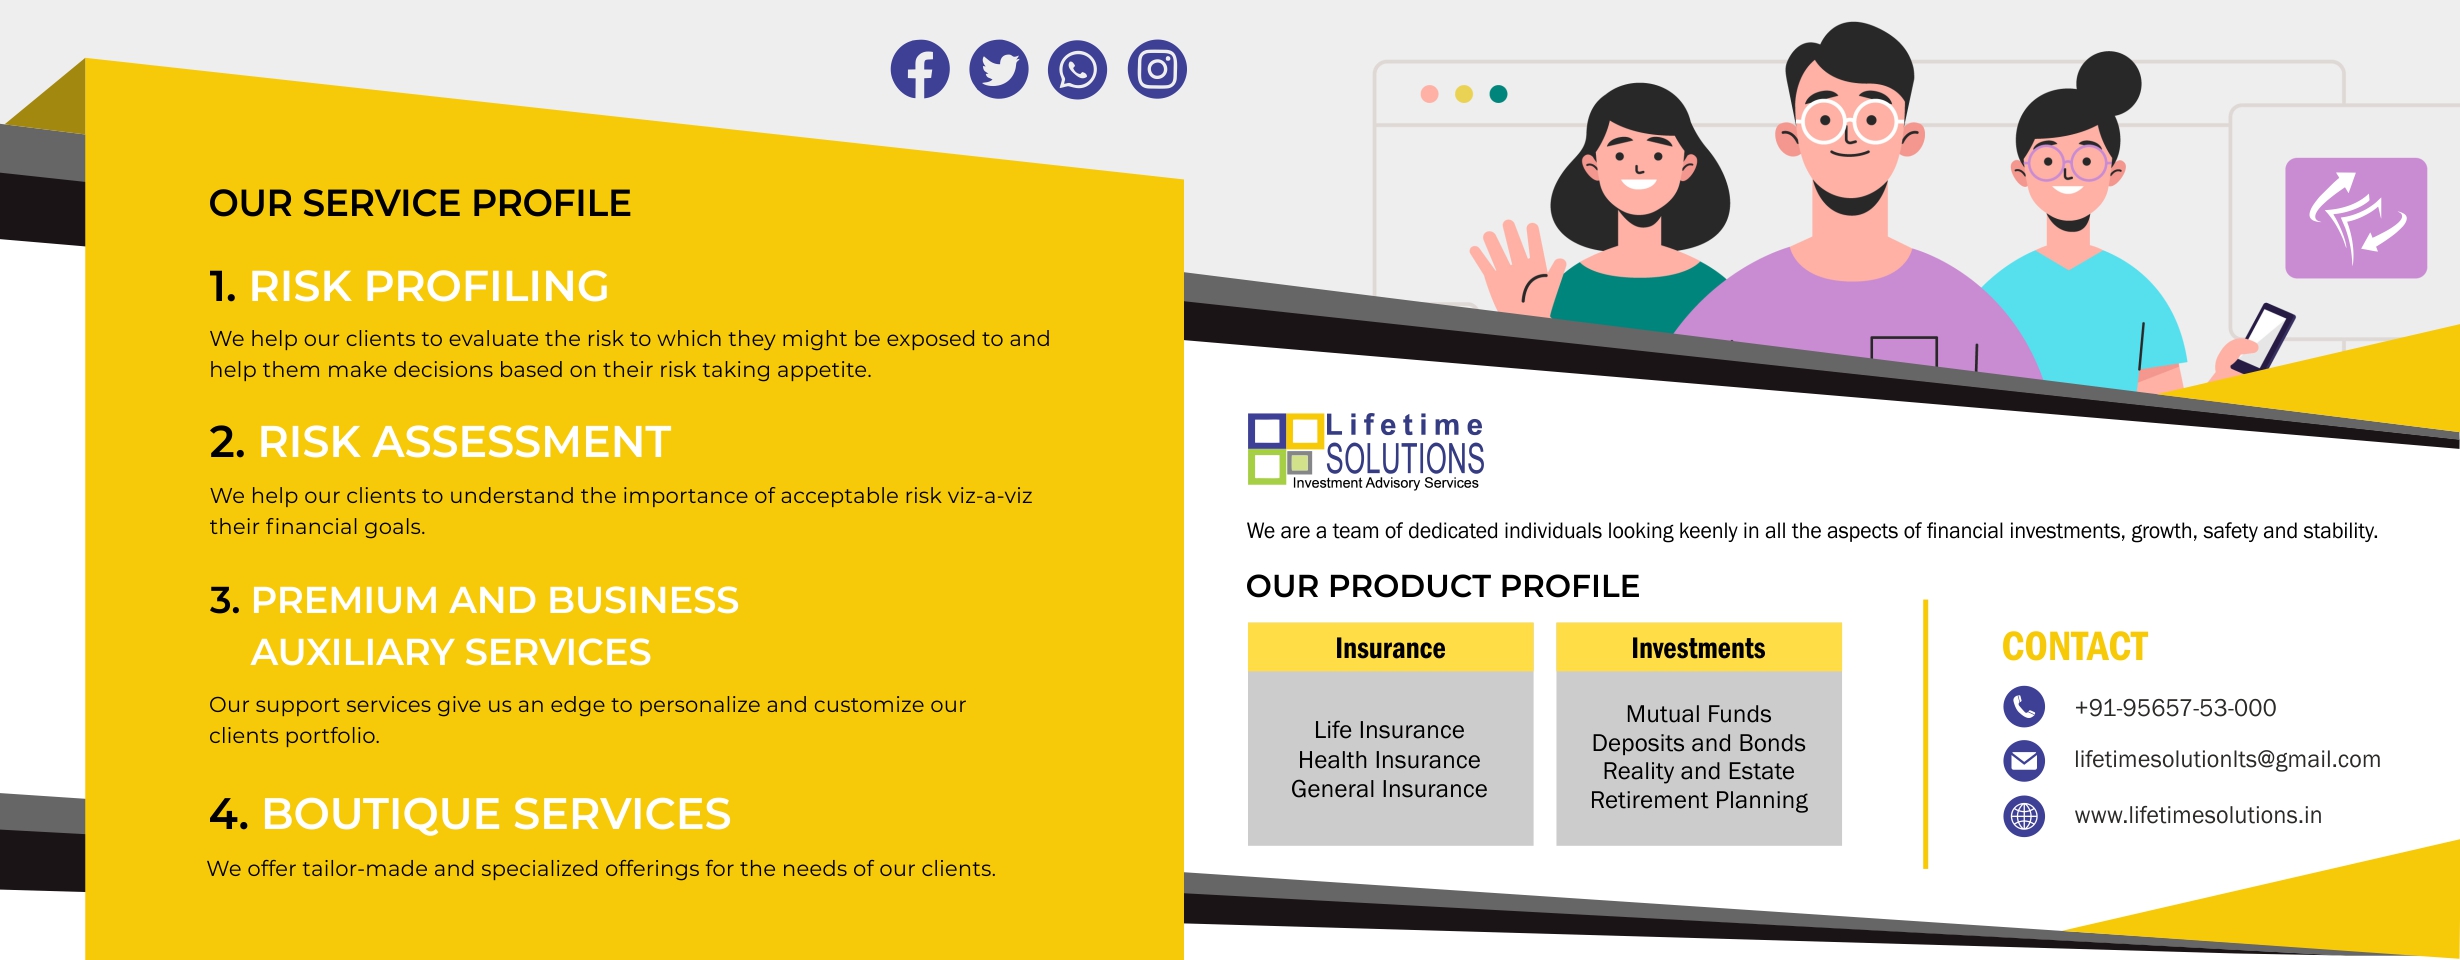 OUR SERVICE PROFILE
1. RISK PROFILING
We help our clients to evaluate the risk to which they might be exposed to and
help them make decisions based on their risk taking appetite.
2. RISK ASSESSMENT
We help our clients to understand the importance of acceptable risk viz-a-viz
their financial goals.
3. PREMIUM AND BUSINESS
AUXILIARY SERVICES
Our support services give us an edge to personalize and customize our
clients portfolio.
4. BOUTIQUE SERVICES
We offer tailor-made and specialized offerings for the needs of our clients.
Lifetime
SOLUTIONS
Investment Advisory Services
We are a team of dedicated individuals looking keenly in all the aspects of financial investments, growth, safety and stability.
OUR PRODUCT PROFILE
Insurance
Life Insurance
Health Insurance
General Insurance
Investments
Mutual Funds
Deposits and Bonds
Reality and Estate
Retirement Planning
CONTACT
+91-95657-53-000
lifetimesolutionlts@gmail.com
www.lifetimesolutions.in